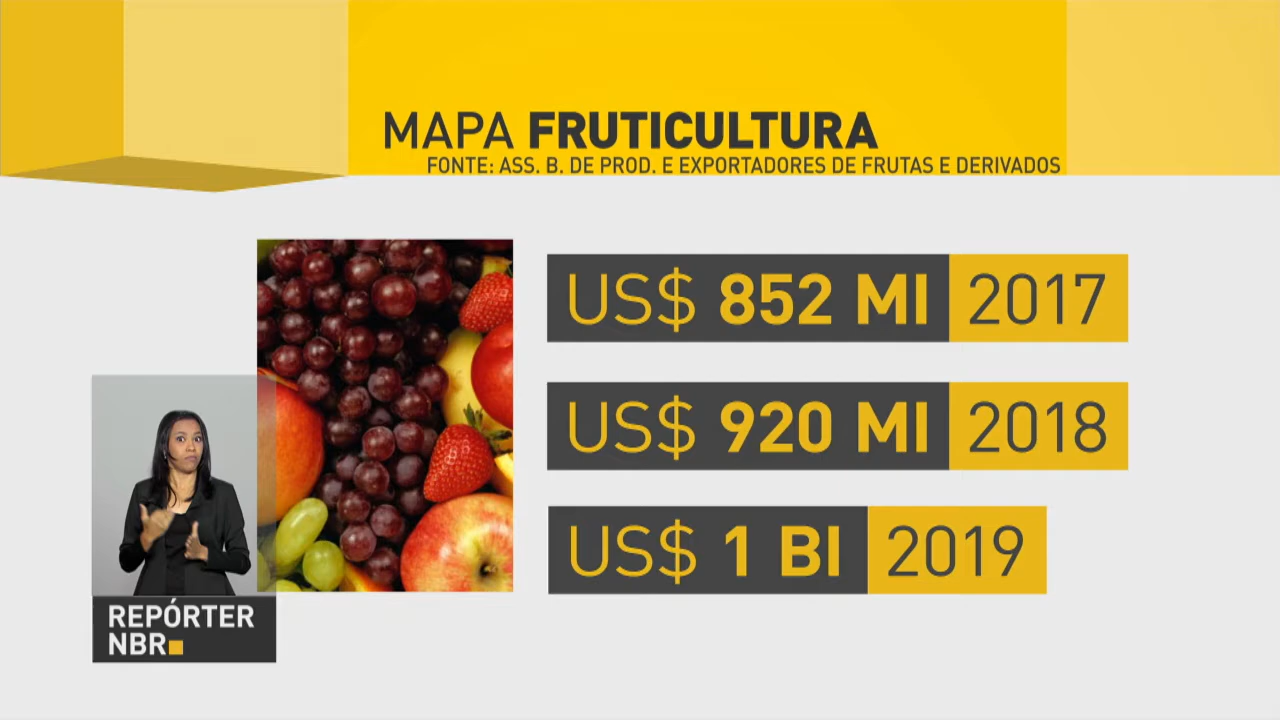 MAPA FRUTICULTURA
FONTE: ASS. B. DE PROD. E EXPORTADORES DE FRUTAS E DERIVADOS
US$ 852 MI 2017
US$ 920 MI 2018
US$ 1 BI 2019
REPÓRTER
NBR